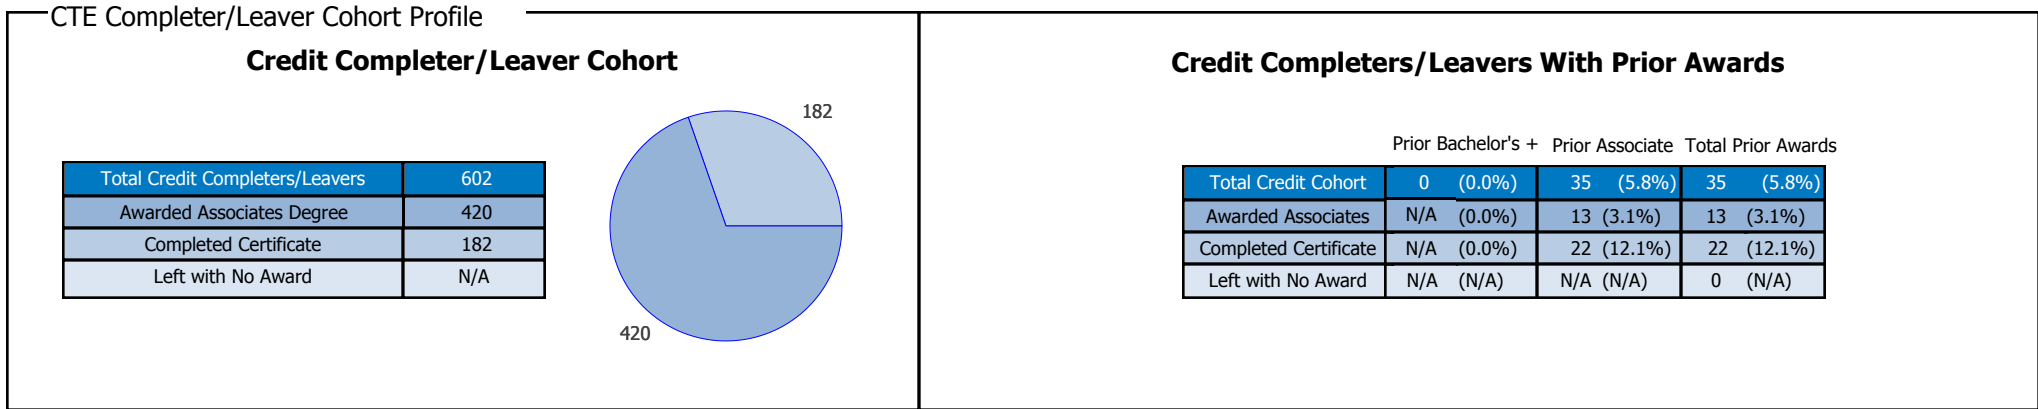 CTE Completer/Leaver Cohort Profile
Credit Completer/Leaver Cohort
182
Total Credit Completers/Leavers 602
Awarded Associates Degree 420
Completed Certificate 182
Left with No Award N/A
420
Credit Completers/Leavers With Prior Awards
Prior Bachelor's + Prior Associate Total Prior Awards
Total Credit Cohort 0 (0.0%) 35 (5.8%) 35 (5.8%)
Awarded Associates N/A (0.0%) 13 (3.1%) 13 (3.1%)
Completed Certificate N/A (0.0%) 22 (12.1%) 22 (12.1%)
Left with No Award N/A (N/A) N/A (N/A) 0 (N/A)